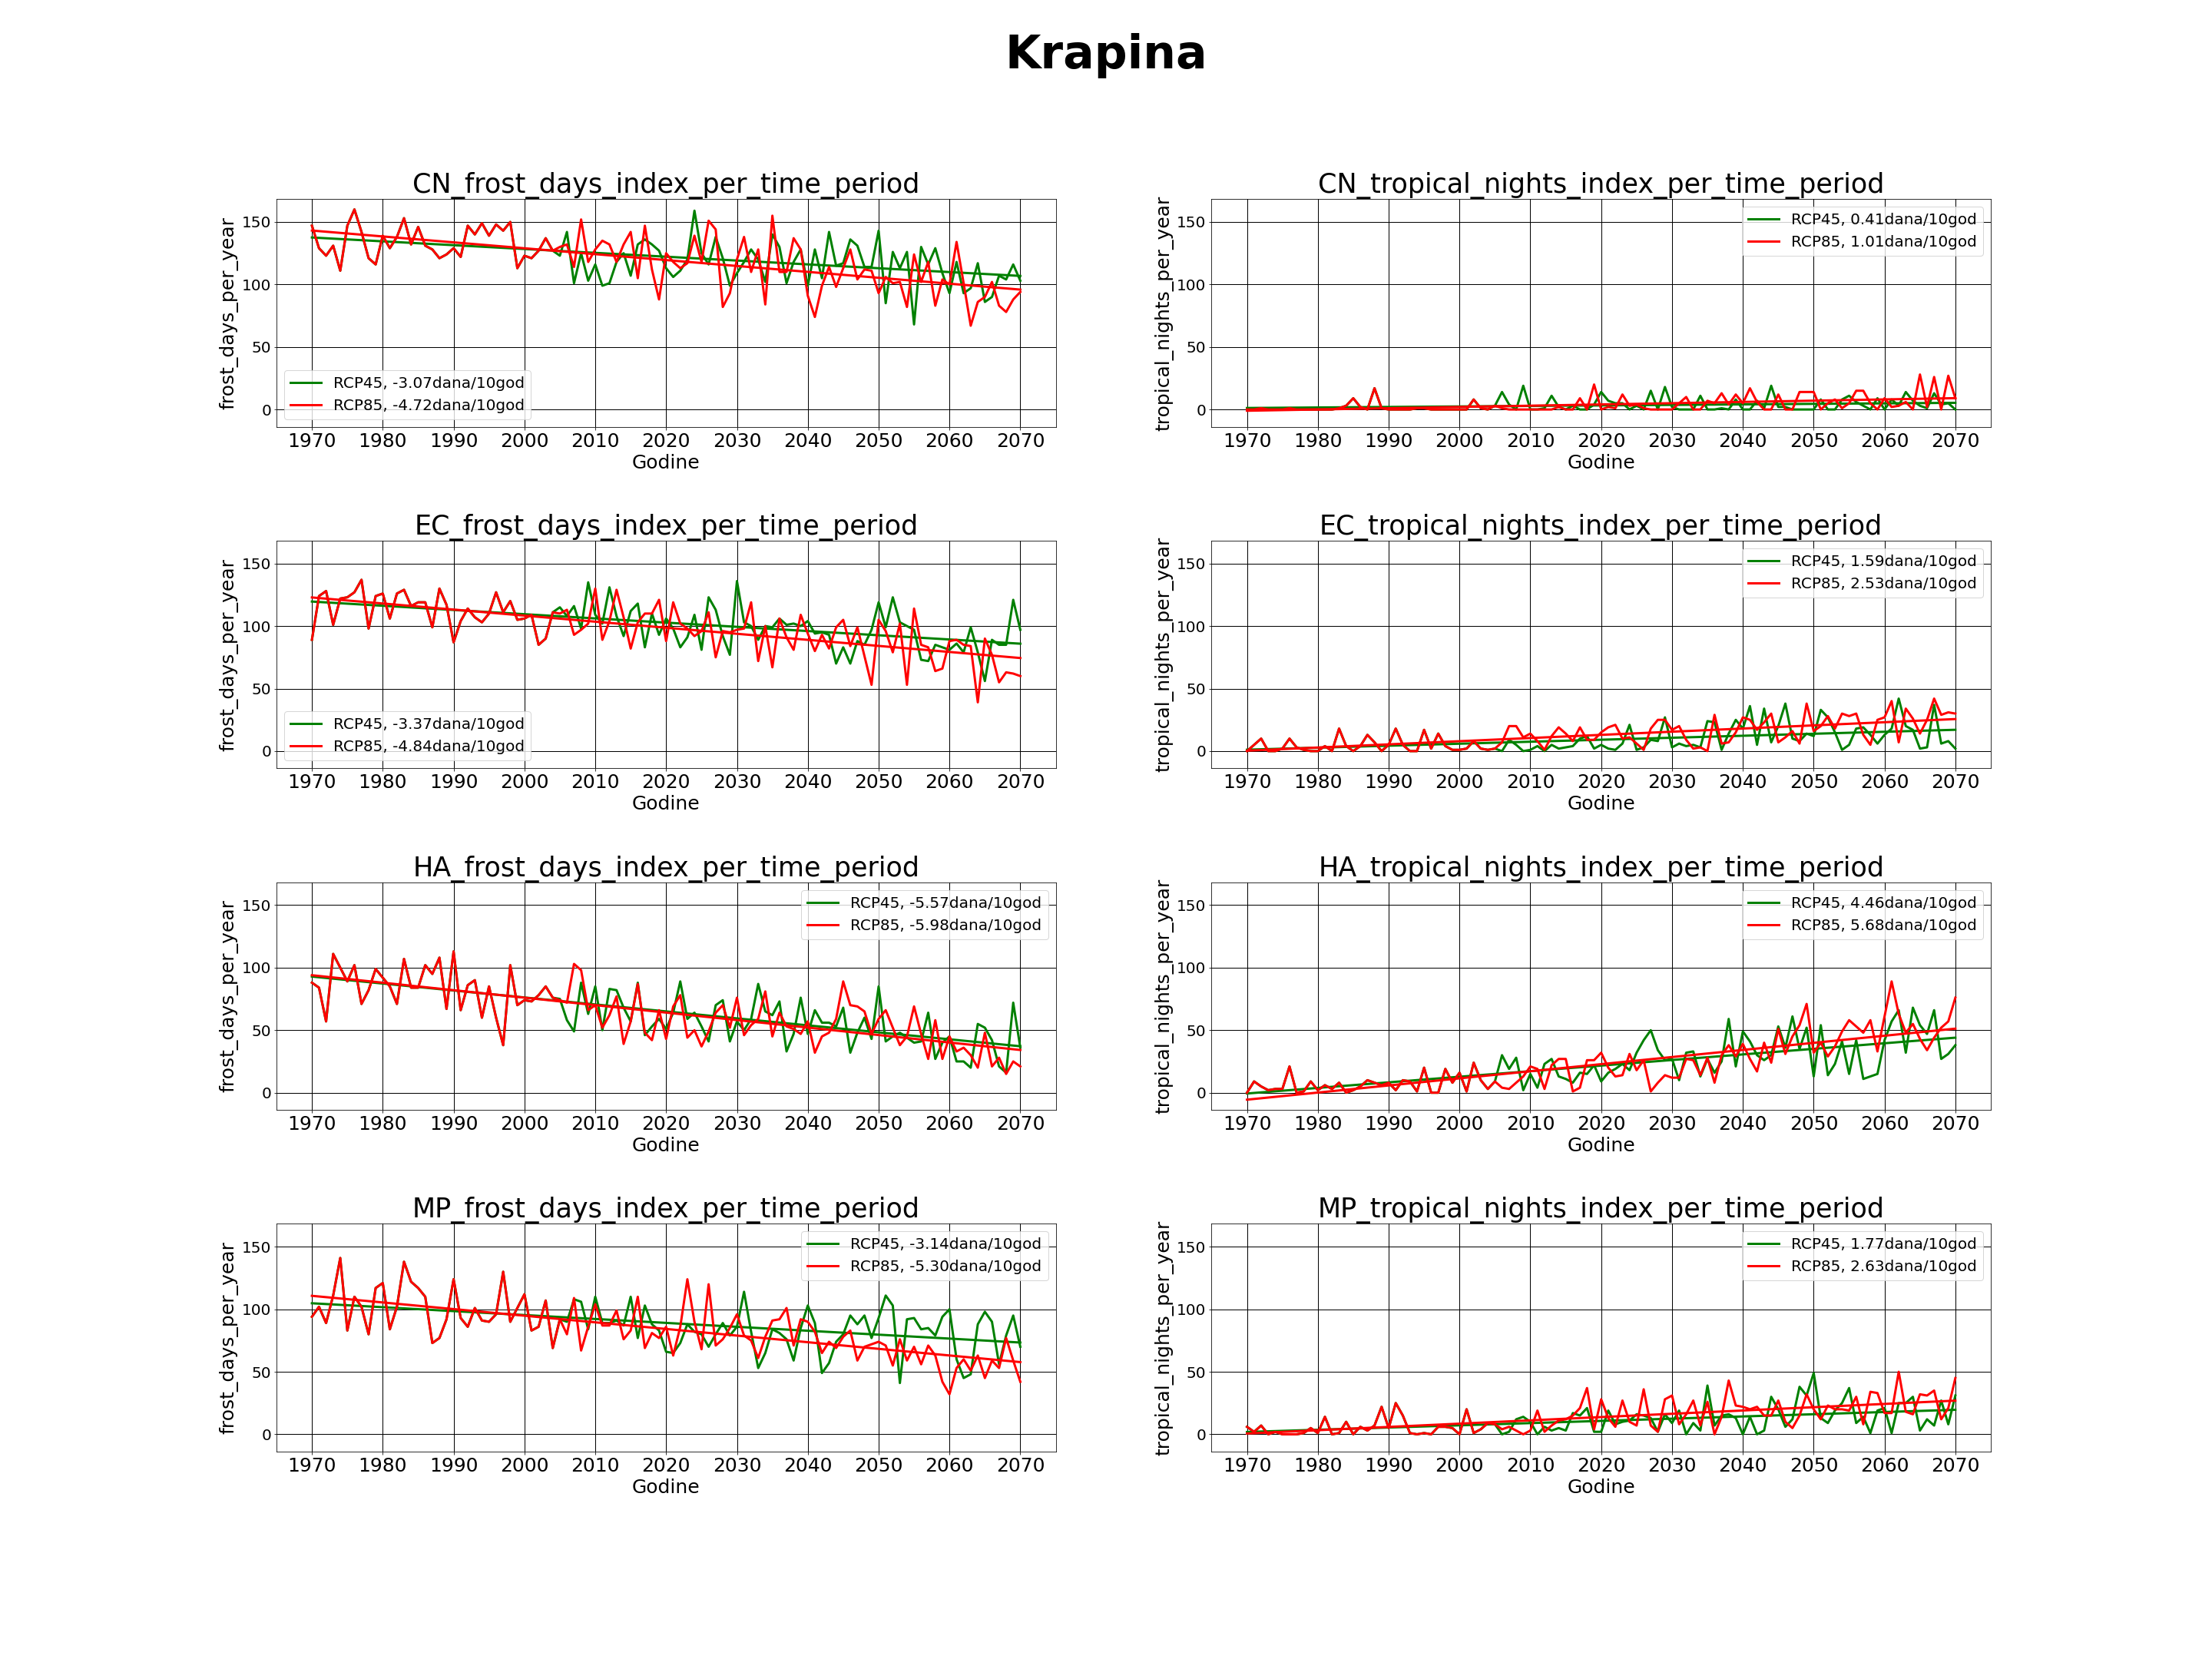 Krapina
CN_frost_days_index_per_time_period
frost_days_per_year
150
100
50
0
RCP45, -3.07dana/10god
RCP85, -4.72dana/10god
1970 1980 1990 2000 2010 2020 2030 2040 2050 2060 2070
Godine
CN_tropical_nights_index_per_time_period
tropical_nights_per_year
150
100
50
0
RCP45, 0.41dana/10god
RCP85, 1.01dana/10god
1970 1980 1990 2000 2010 2020 2030 2040 2050 2060 2070
Godine
EC_frost_days_index_per_time_period
frost_days_per_year
150
100
50
0
RCP45, -3.37dana/10god
RCP85, -4.84dana/10god
1970 1980 1990 2000 2010 2020 2030 2040 2050 2060 2070
Godine
EC_tropical_nights_index_per_time_period
tropical_nights_per_year
150
100
50
0
RCP45, 1.59dana/10god
RCP85, 2.53dana/10god
1970 1980 1990 2000 2010 2020 2030 2040 2050 2060 2070
Godine
HA_frost_days_index_per_time_period
frost_days_per_year
150
100
50
0
RCP45, -5.57dana/10god
RCP85, -5.98dana/10god
1970 1980 1990 2000 2010 2020 2030 2040 2050 2060 2070
Godine
HA_tropical_nights_index_per_time_period
tropical_nights_per_year
150
100
50
0
RCP45, 4.46dana/10god
RCP85, 5.68dana/10god
1970 1980 1990 2000 2010 2020 2030 2040 2050 2060 2070
Godine
MP_frost_days_index_per_time_period
frost_days_per_year
150
100
50
0
RCP45, -3.14dana/10god
RCP85, -5.30dana/10god
1970 1980 1990 2000 2010 2020 2030 2040 2050 2060 2070
Godine
MP_tropical_nights_index_per_time_period
tropical_nights_per_year
150
100
50
0
RCP45, 1.77dana/10god
RCP85, 2.63dana/10god
1970 1980 1990 2000 2010 2020 2030 2040 2050 2060 2070
Godine